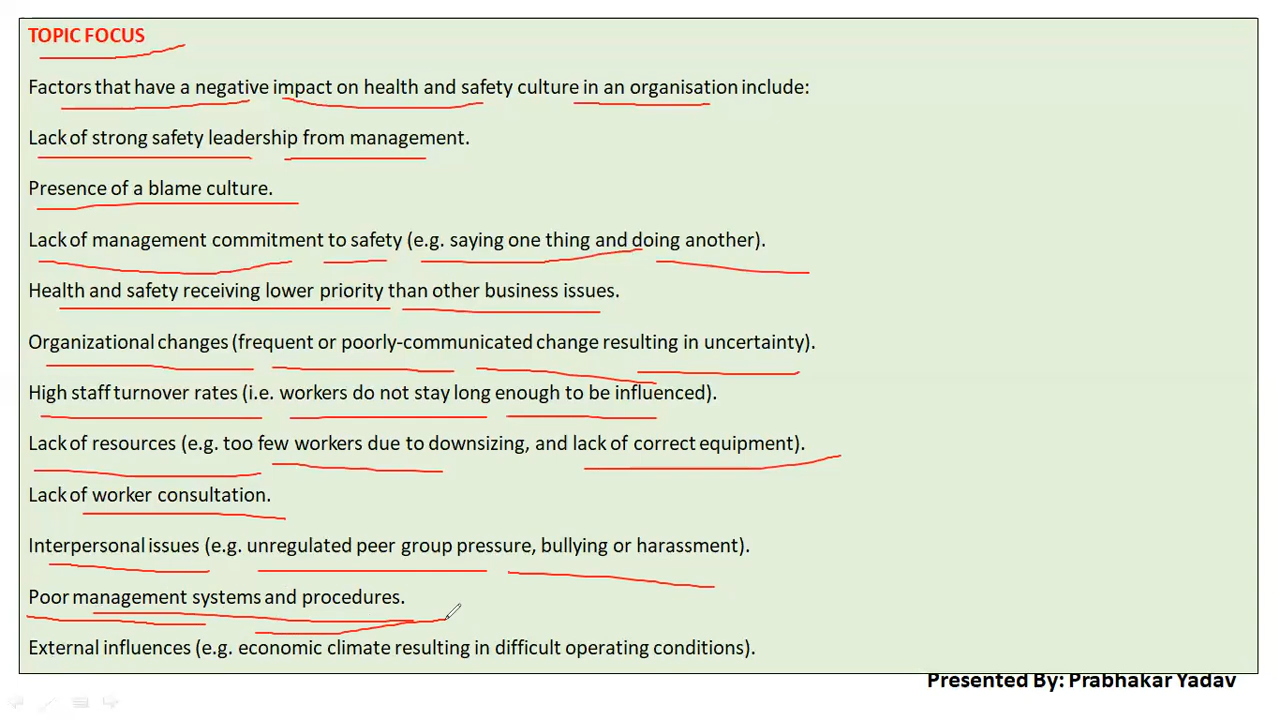 TOPIC FOCUS
Factors that have a negative impact on health and safety culture in an organisation include:
Lack of strong safety leadership from management.
Presence of a blame culture.
Lack of management commitment to safety (e.g. saying one thing and doing another).
Health and safety receiving lower priority than other business issues.
Organizational changes (frequent or poorly-communicated change resulting in uncertainty).
High staff turnover rates (i.e. workers do not stay long enough to be influenced).
Lack of resources (e.g. too few workers due to downsizing, and lack of correct equipment).
Lack of worker consultation.
Interpersonal issues (e.g. unregulated peer group pressure, bullying or harassment).
Poor management systems and procedures.
External influences (e.g. economic climate resulting in difficult operating conditions).
Presented By: Prabhakar Yadav